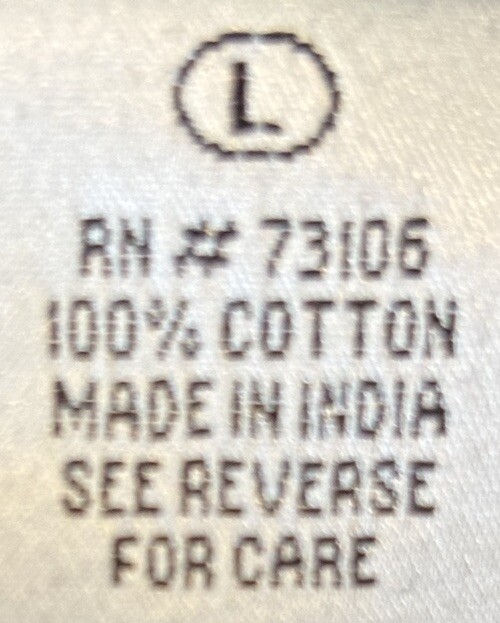 L
RN # 73106
100% COTTON
MADE IN INDIA
SEE REVERSE
FOR CARE